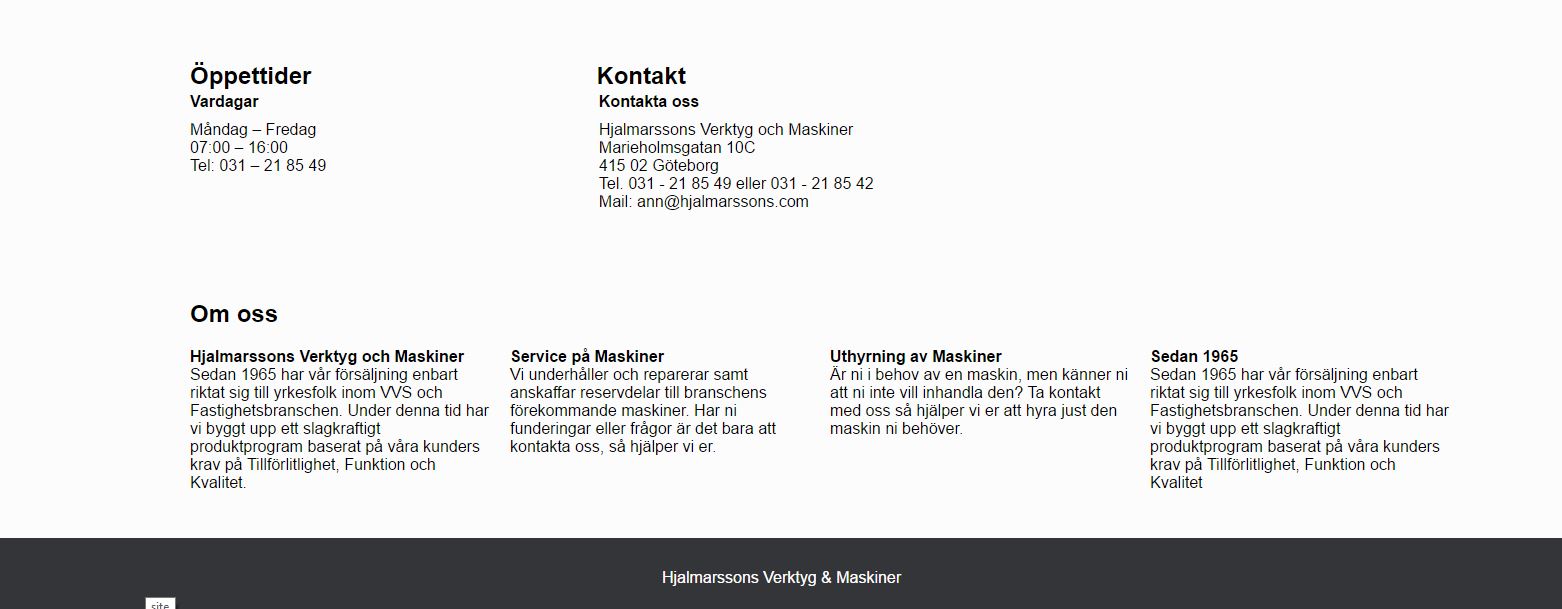 Öppettider
Vardagar
Måndag – Fredag
07:00 – 16:00
Tel: 031 – 21 85 49
Kontakt
Kontakta oss
Hjalmarssons Verktyg och Maskiner
Marieholmsgatan 10C
415 02 Göteborg
Tel. 031 - 21 85 49 eller 031 - 21 85 42
Mail: ann@hjalmarssons.com
Om oss
Hjalmarssons Verktyg och Maskiner
Sedan 1965 har vår försäljning enbart
riktat sig till yrkesfolk inom VVS och
Fastighetsbranschen. Under denna tid har
vi byggt upp ett slagkraftigt
produktprogram baserat på våra kunders
krav på Tillförlitlighet, Funktion och
Kvalitet.
Service på Maskiner
Vi underhåller och reparerar samt
anskaffar reservdelar till branschens
förekommande maskiner. Har ni
funderingar eller frågor är det bara att
kontakta oss, så hjälper vi er.
Uthyrning av Maskiner
Är ni i behov av en maskin, men känner ni
att ni inte vill inhandla den? Ta kontakt
med oss så hjälper vi er att hyra just den
maskin ni behöver.
Sedan 1965
Sedan 1965 har vår försäljning enbart
riktat sig till yrkesfolk inom VVS och
Fastighetsbranschen. Under denna tid har
vi byggt upp ett slagkraftigt
produktprogram baserat på våra kunders
krav på Tillförlitlighet, Funktion och
Kvalitet
Hjalmarssons Verktyg & Maskiner
site